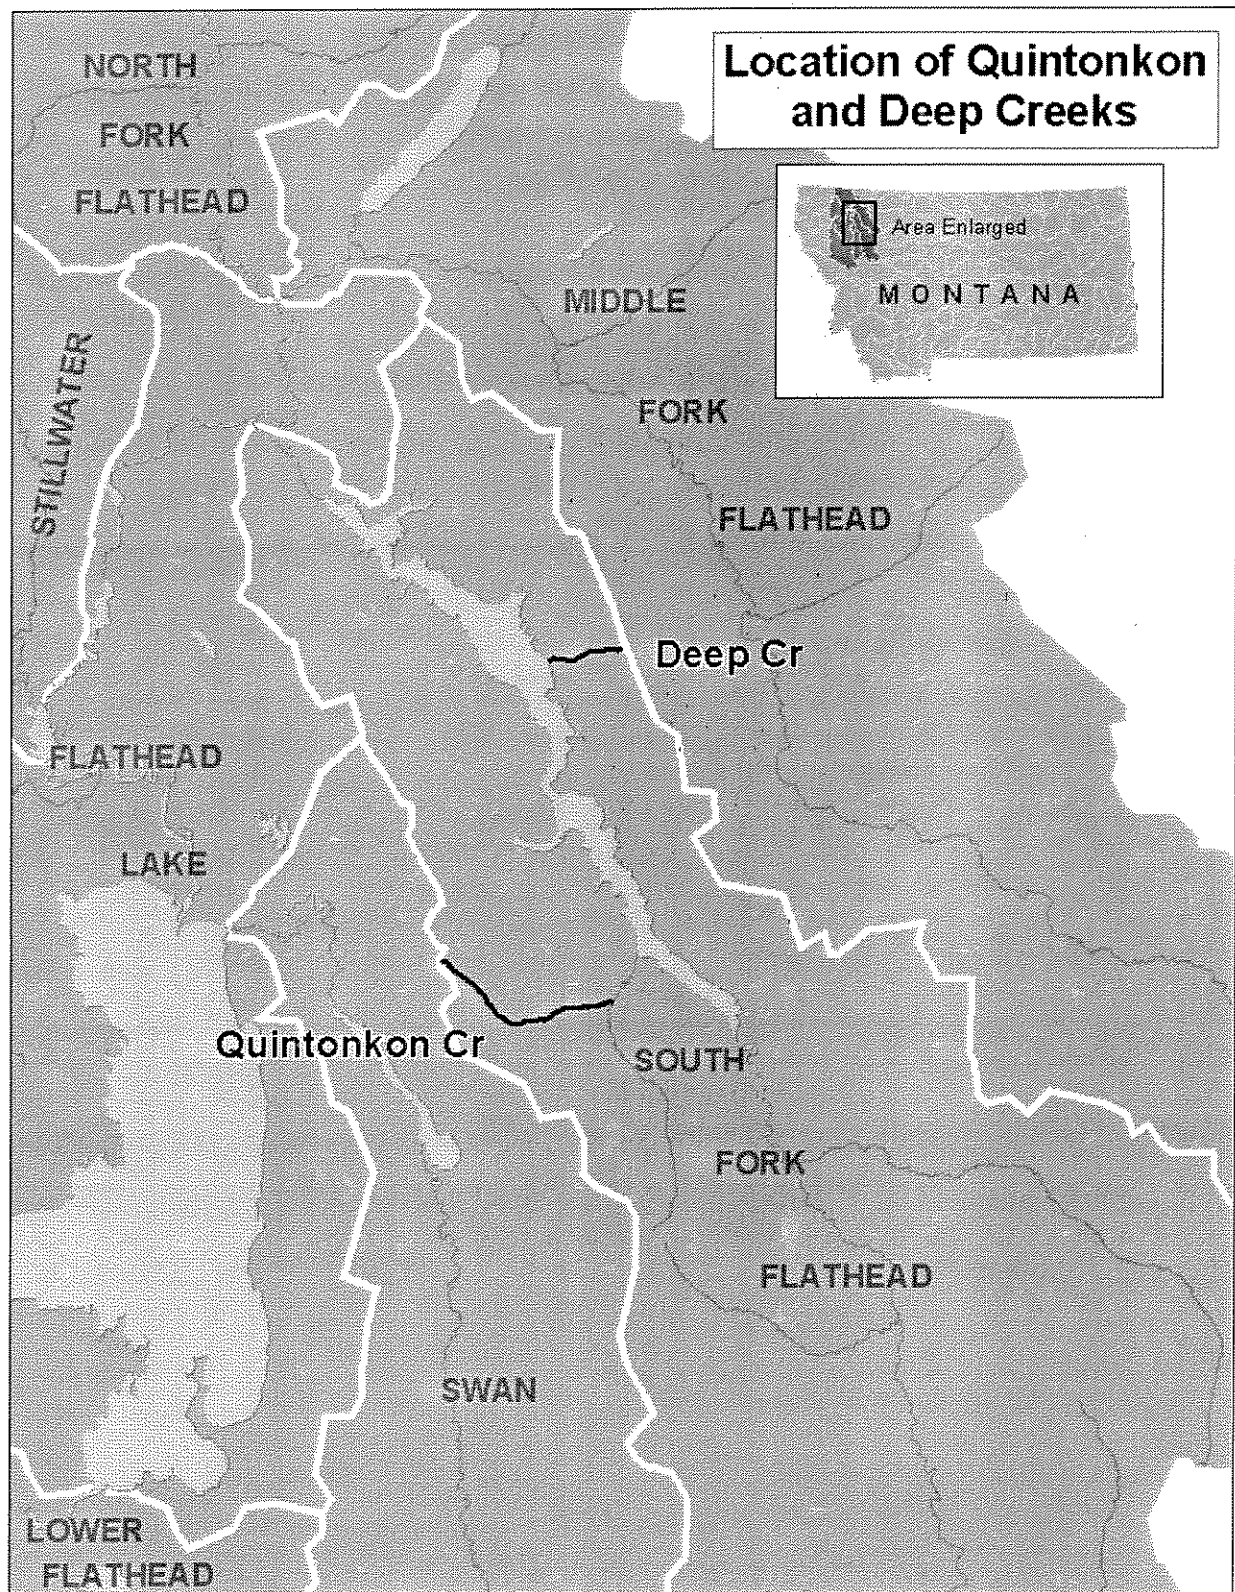 Location of Quintonkon
and Deep Creeks
Area Enlarged
MONTANA
NORTH
FORK
FLATHEAD
STILLWATER
MIDDLE
FORK
FLATHEAD
Deep Cr
FLATHEAD
LAKE
Quintonkon Cr
SOUTH
FORK
FLATHEAD
SWAN
LOWER
FLATHEAD